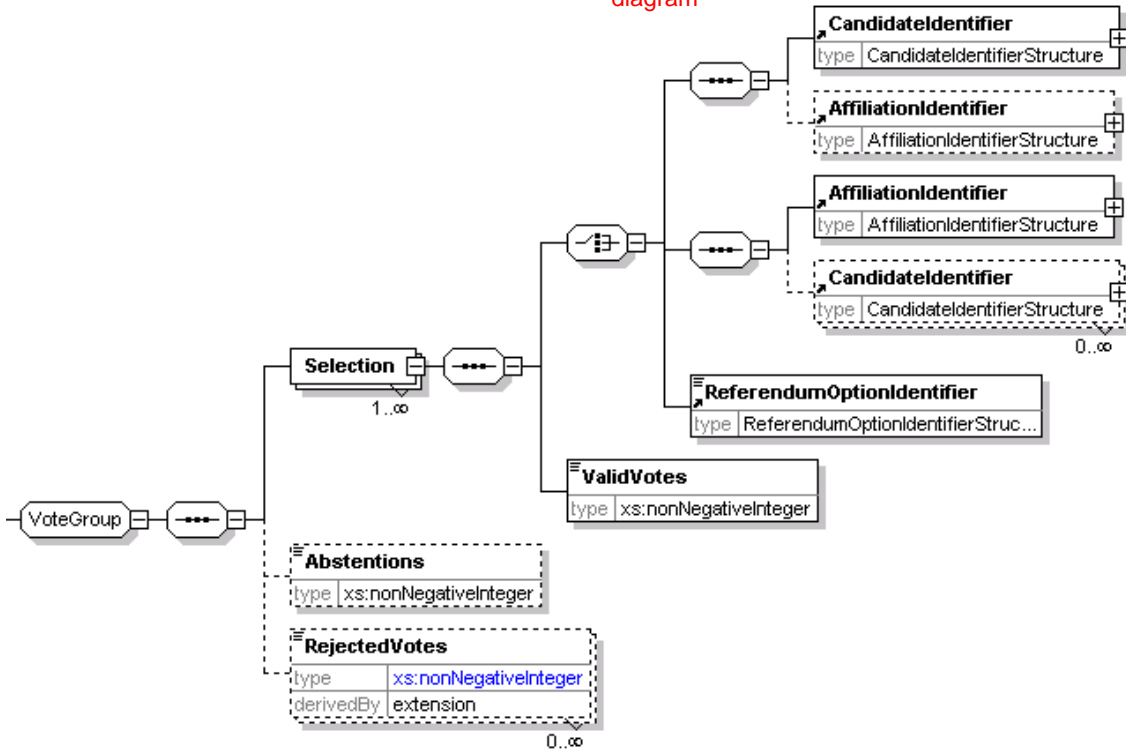 diagram
CandidateIdentifier
type CandidateIdentifierStructure
AffiliationIdentifier
type AffiliationIdentifierStructure
AffiliationIdentifier
type AffiliationIdentifierStructure
CandidateIdentifier
type CandidateIdentifierStructure
0..∞
Selection
1..∞
ReferendumOptionIdentifier
type ReferendumOptionIdentifierStruc...
ValidVotes
type xs:nonNegativeInteger
VoteGroup
Abstentions
type xs:nonNegativeInteger
RejectedVotes
type xs:nonNegativeInteger
derivedBy extension
0..∞